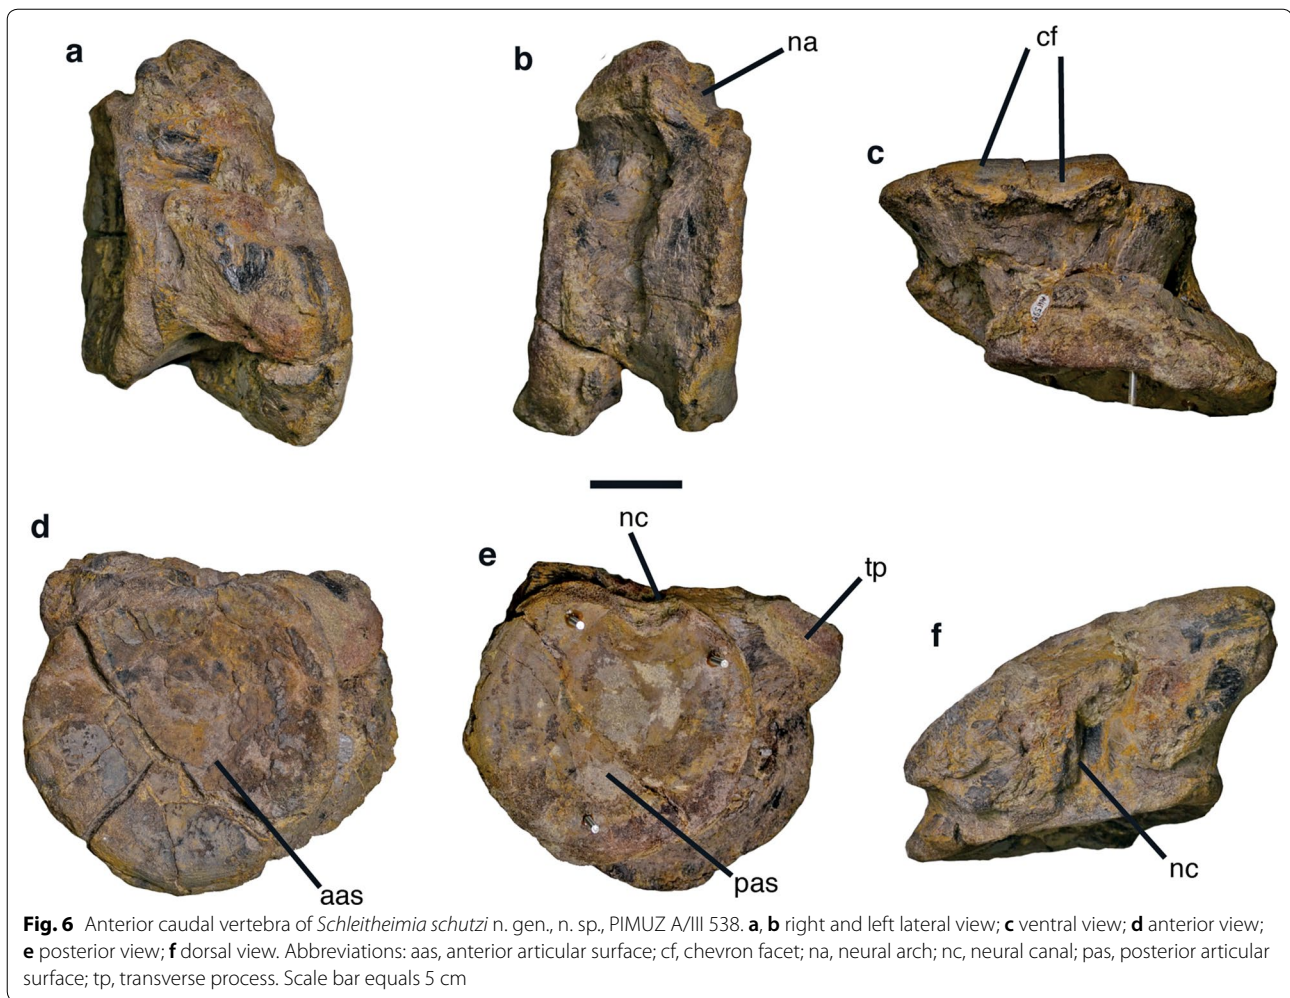 a
b
na
cf
c
d
nc
e
tp
f
aas
pas
nc
Fig. 6 Anterior caudal vertebra of Schleitheimia schutzi n. gen., n. sp., PIMUZ A/III 538. a, b right and left lateral view; c ventral view; d anterior view;
e posterior view; f dorsal view. Abbreviations: aas, anterior articular surface; cf, chevron facet; na, neural arch; nc, neural canal; pas, posterior articular
surface; tp, transverse process. Scale bar equals 5 cm